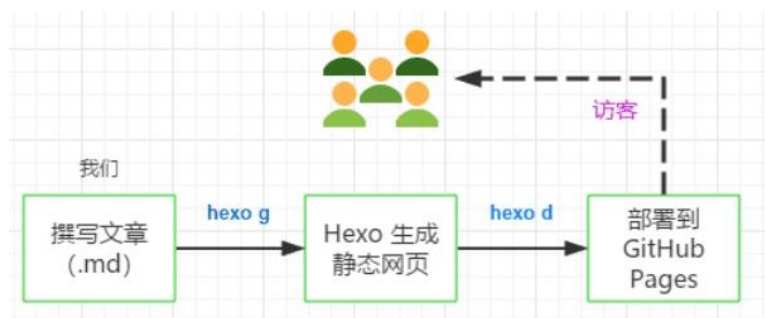 访客
我们
撰写文章
(.md)
hexo g
Hexo 生成
静态网页
hexo d
部署到
GitHub
Pages